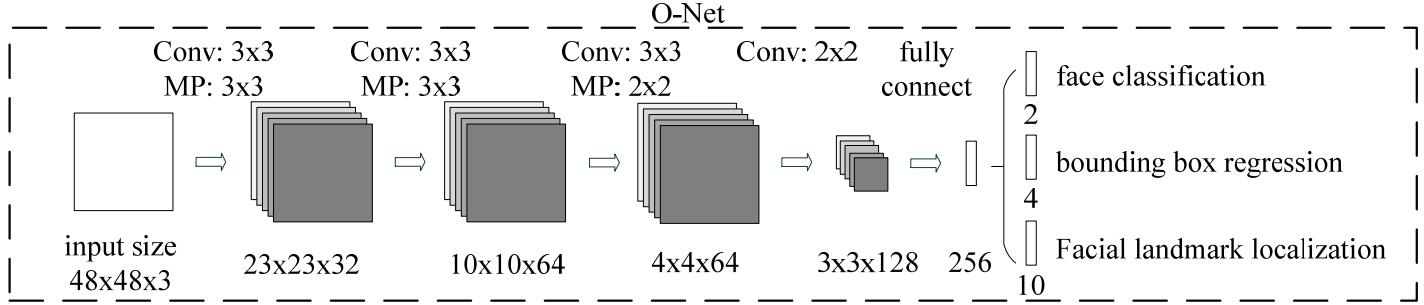 O-Net
Conv: 3x3
MP: 3x3
Conv: 3x3
MP: 3x3
Conv: 3x3
MP: 2x2
Conv: 2x2
fully
connect
input size
48x48x3
23x23x32
10x10x64
4x4x64
3x3x128
256
face classification
2
bounding box regression
4
Facial landmark localization
10